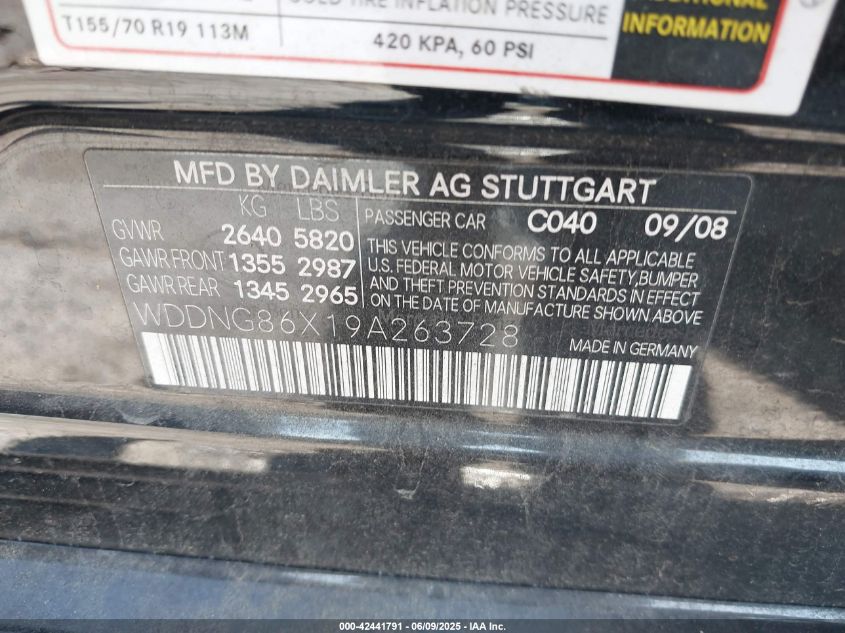 TIRE INFLATION PRESSURE
T155/70 R19 113M
420 KPA, 60 PSI
INFORMATION
MFD BY DAIMLER AG STUTTGART
KG LBS
PASSENGER CAR C040 09/08
GVWR 2640 5820
GAWR.FRONT 1355 2987
GAWR.REAR 1345 2965
THIS VEHICLE CONFORMS TO ALL APPLICABLE
U.S. FEDERAL MOTOR VEHICLE SAFETY,BUMPER
AND THEFT PREVENTION STANDARDS IN EFFECT
ON THE DATE OF MANUFACTURE SHOWN ABOVE
WDDNG86X19A263728
MADE IN GERMANY
000-42441791 - 06/09/2025 - IAA Inc.